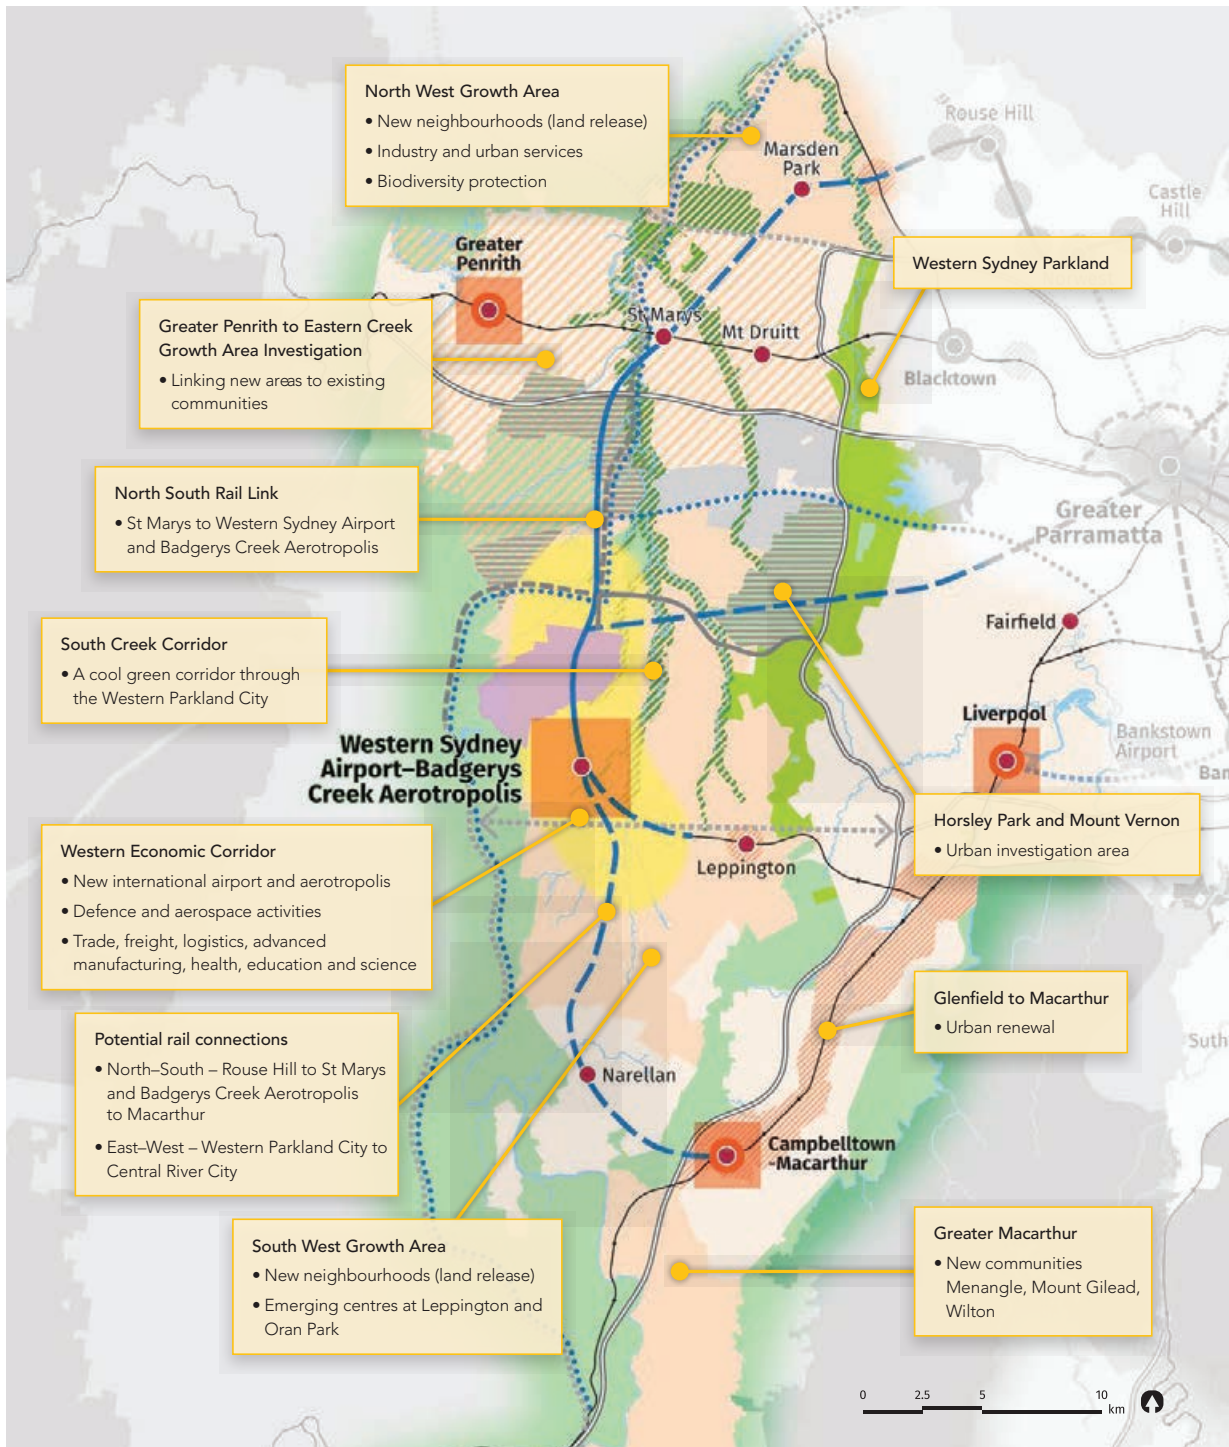 North West Growth Area
• New neighbourhoods (land release)
• Industry and urban services
• Biodiversity protection
Rouse Hill
Marsden
Park
Castle
Hill
Greater
Penrith
Western Sydney Parkland
Greater Penrith to Eastern Creek
Growth Area Investigation
• Linking new areas to existing
communities
St Marys
Mt Druitt
Blacktown
North South Rail Link
• St Marys to Western Sydney Airport
and Badgerys Creek Aerotropolis
Greater
Parramatta
Fairfield
South Creek Corridor
• A cool green corridor through
the Western Parkland City
Liverpool
Bankstown
Airport
Ban
Western Sydney
Airport–Badgerys
Creek Aerotropolis
Horsley Park and Mount Vernon
• Urban investigation area
Western Economic Corridor
• New international airport and aerotropolis
• Defence and aerospace activities
• Trade, freight, logistics, advanced
manufacturing, health, education and science
Leppington
Glenfield to Macarthur
• Urban renewal
Suth
Potential rail connections
• North–South – Rouse Hill to St Marys
and Badgerys Creek Aerotropolis
to Macarthur
• East–West – Western Parkland City to
Central River City
Narellan
Campbelltown
-Macarthur
South West Growth Area
• New neighbourhoods (land release)
• Emerging centres at Leppington and
Oran Park
Greater Macarthur
• New communities
Menangle, Mount Gilead,
Wilton
0 2.5 5 10
km